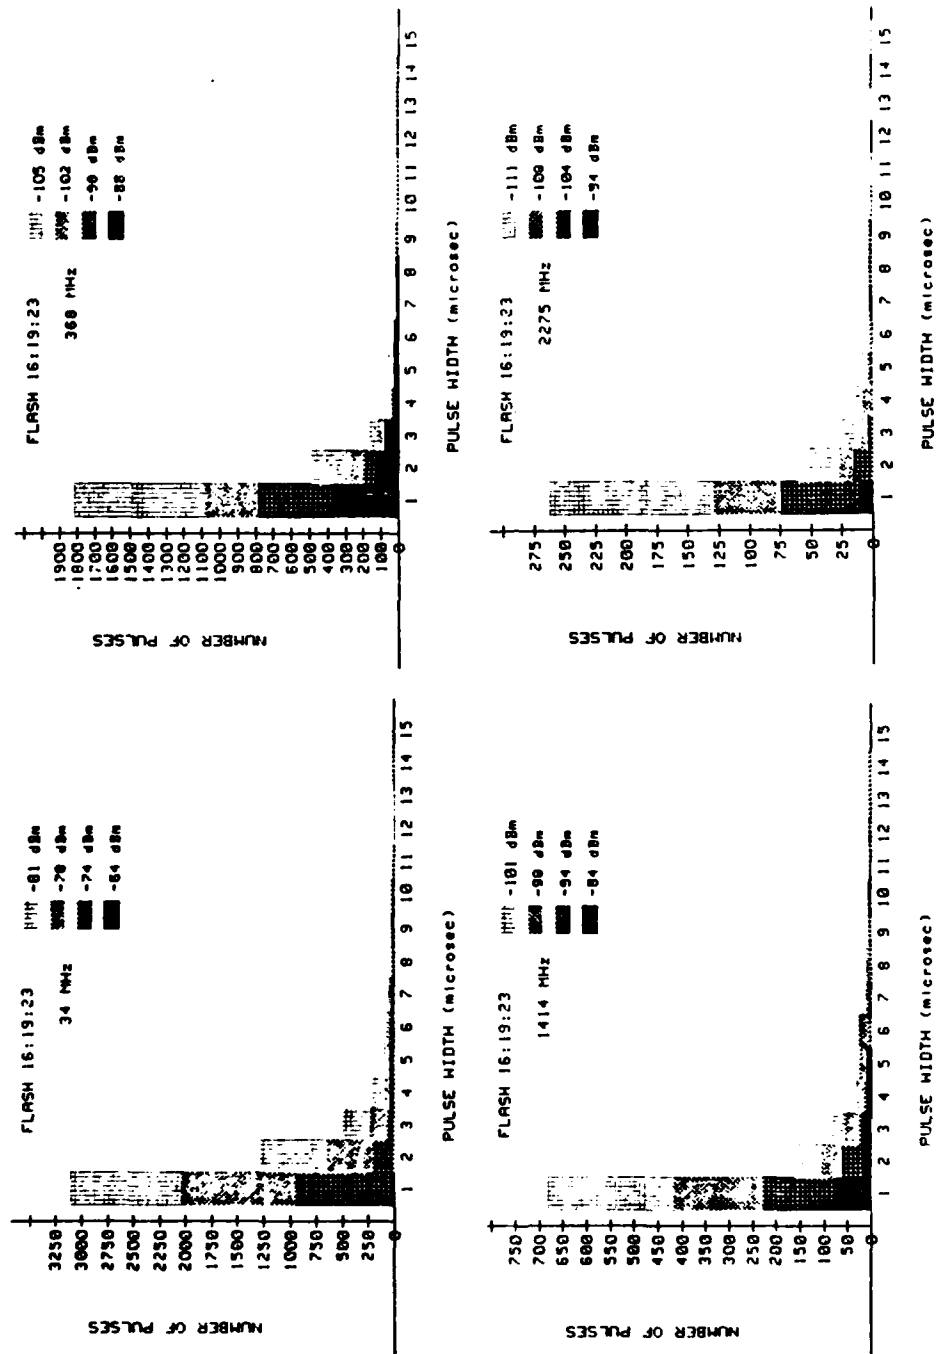 FLASH 16:19:23
34 MHz
-81 dBm
-78 dBm
-74 dBm
-64 dBm
NUMBER OF PULSES
3250
3000
2750
2500
2250
2000
1750
1500
1250
1000
750
500
250
0
1 2 3 4 5 6 7 8 9 10 11 12 13 14 15
PULSE WIDTH (microsec)
FLASH 16:19:23
368 MHz
-105 dBm
-102 dBm
-98 dBm
-88 dBm
NUMBER OF PULSES
1900
1800
1700
1600
1500
1400
1300
1200
1100
1000
900
800
700
600
500
400
300
200
100
0
1 2 3 4 5 6 7 8 9 10 11 12 13 14 15
PULSE WIDTH (microsec)
FLASH 16:19:23
1414 MHz
-101 dBm
-98 dBm
-94 dBm
-84 dBm
NUMBER OF PULSES
750
700
650
600
550
500
450
400
350
300
250
200
150
100
50
0
1 2 3 4 5 6 7 8 9 10 11 12 13 14 15
PULSE WIDTH (microsec)
FLASH 16:19:23
2275 MHz
-111 dBm
-108 dBm
-104 dBm
-94 dBm
NUMBER OF PULSES
275
250
225
200
175
150
125
100
75
50
25
0
1 2 3 4 5 6 7 8 9 10 11 12 13 14 15
PULSE WIDTH (microsec)